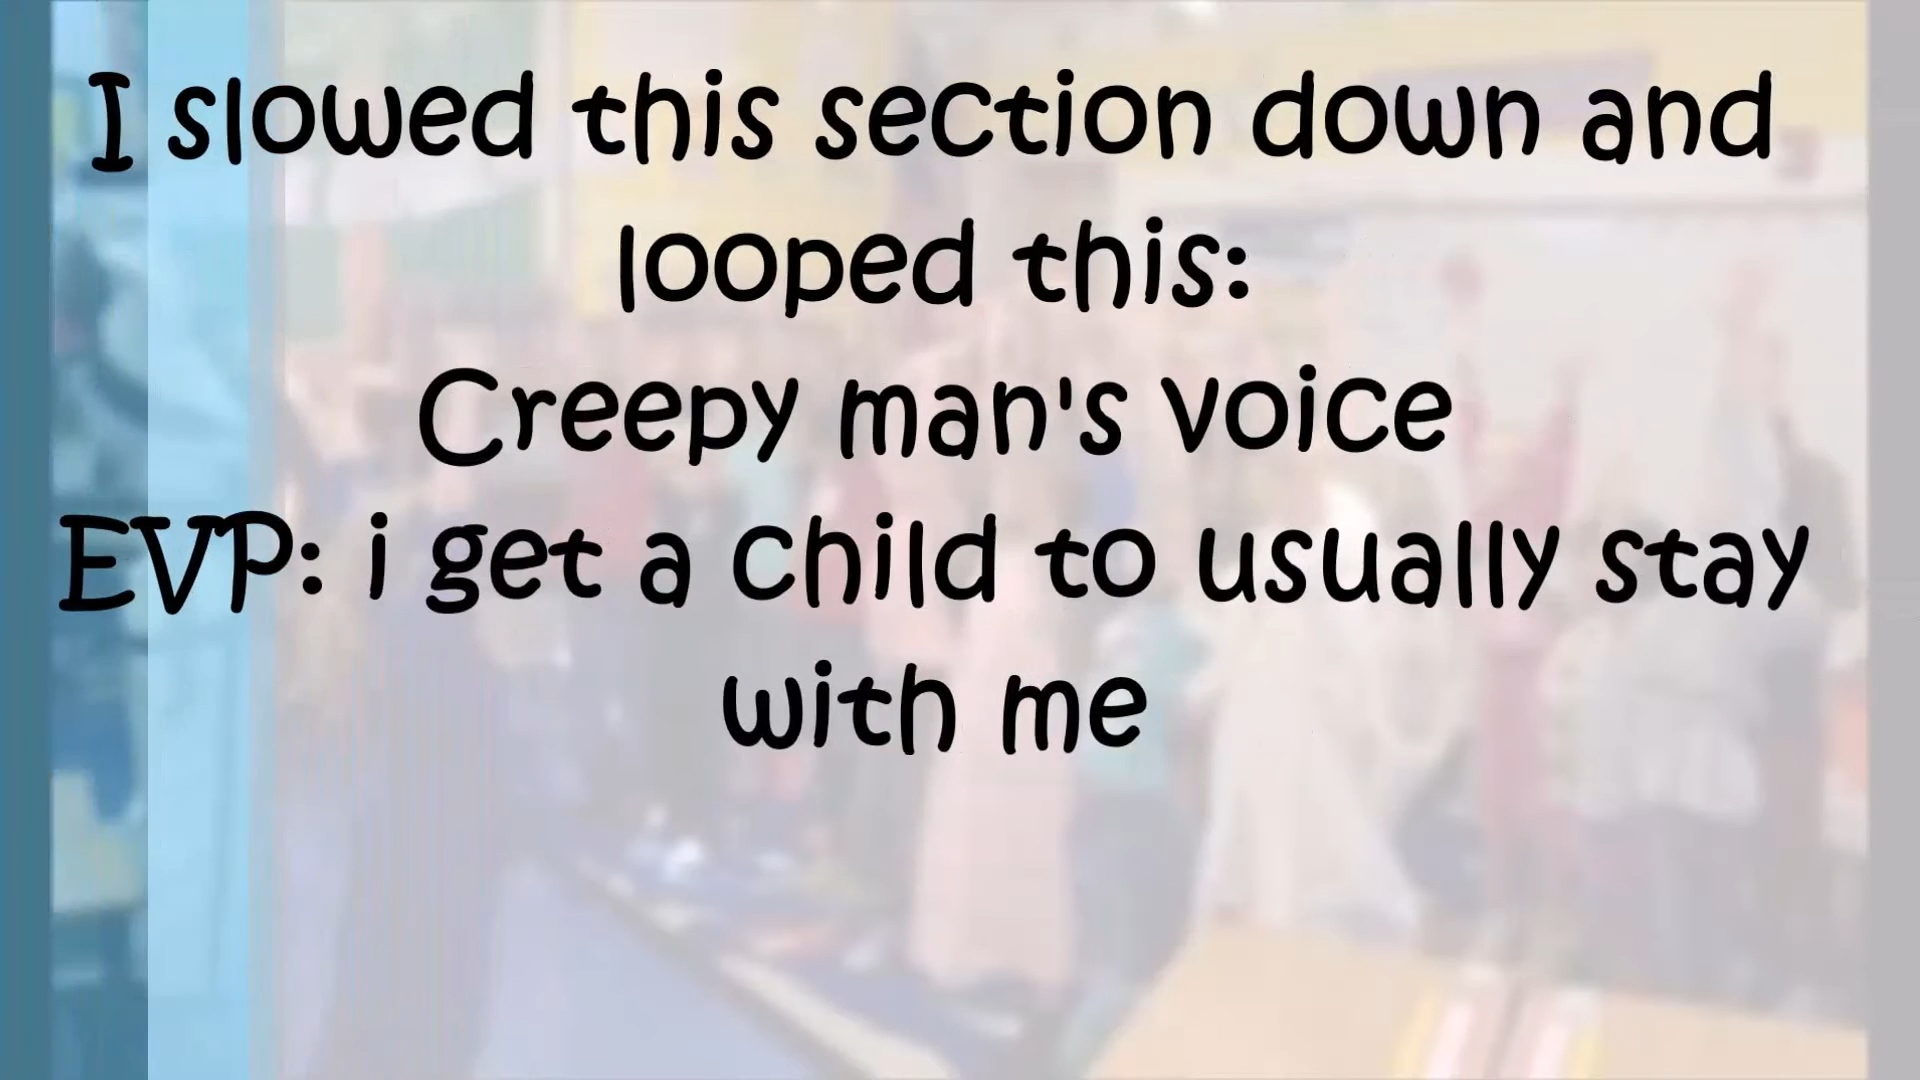 I slowed this section down and
looped this:
Creepy man's voice
EVP: i get a child to usually stay
with me